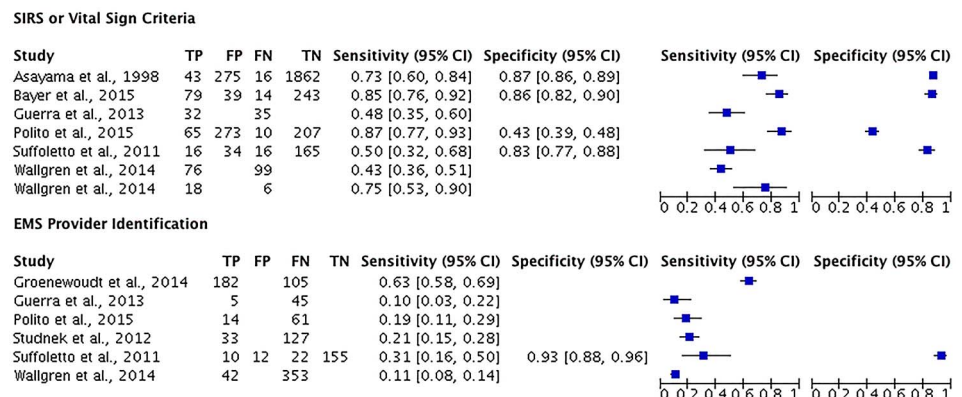 SIRS or Vital Sign Criteria
Study TP FP FN TN Sensitivity (95% CI) Specificity (95% CI) Sensitivity (95% CI) Specificity (95% CI)
Asayama et al., 1998 43 275 16 1862 0.73 [0.60, 0.84] 0.87 [0.86, 0.89]
Bayer et al., 2015 79 39 14 243 0.85 [0.76, 0.92] 0.86 [0.82, 0.90]
Guerra et al., 2013 32 35 0.48 [0.35, 0.60]
Polito et al., 2015 65 273 10 207 0.87 [0.77, 0.93] 0.43 [0.39, 0.48]
Suffoletto et al., 2011 16 34 16 165 0.50 [0.32, 0.68] 0.83 [0.77, 0.88]
Wallgren et al., 2014 76 99 0.43 [0.36, 0.51]
Wallgren et al., 2014 18 6 0.75 [0.53, 0.90]
0 0.2 0.4 0.6 0.8 1 0 0.2 0.4 0.6 0.8 1
EMS Provider Identification
Study TP FP FN TN Sensitivity (95% CI) Specificity (95% CI) Sensitivity (95% CI) Specificity (95% CI)
Groenewoudt et al., 2014 182 105 0.63 [0.58, 0.69]
Guerra et al., 2013 5 45 0.10 [0.03, 0.22]
Polito et al., 2015 14 61 0.19 [0.11, 0.29]
Studnek et al., 2012 33 127 0.21 [0.15, 0.28]
Suffoletto et al., 2011 10 12 22 155 0.31 [0.16, 0.50] 0.93 [0.88, 0.96]
Wallgren et al., 2014 42 353 0.11 [0.08, 0.14]
0 0.2 0.4 0.6 0.8 1 0 0.2 0.4 0.6 0.8 1